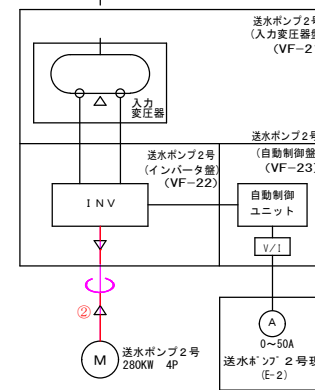 送水ポンプ2号
(入力変圧器盤
(VF-21
入力
変圧器
送水ポンプ2号
(インバータ盤)
(VF-22)
送水ポンプ2号
(自動制御盤
(VF-23)
INV
自動制御
ユニット
V/I
②
A
0～50A
M
送水ポンプ2号
280KW 4P
送水ポンプ2号現
(E-2)